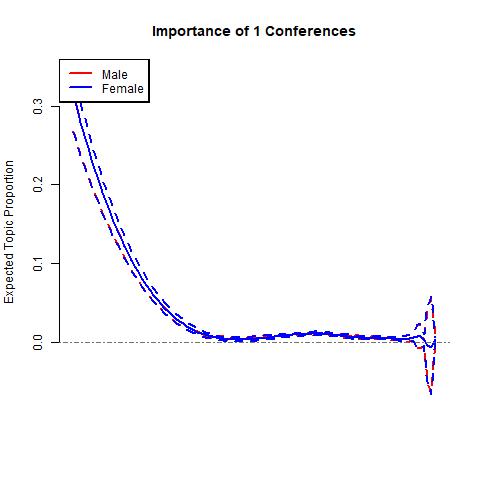 Importance of 1 Conferences
Male
Female
0.3
0.2
0.1
0.0
Expected Topic Proportion